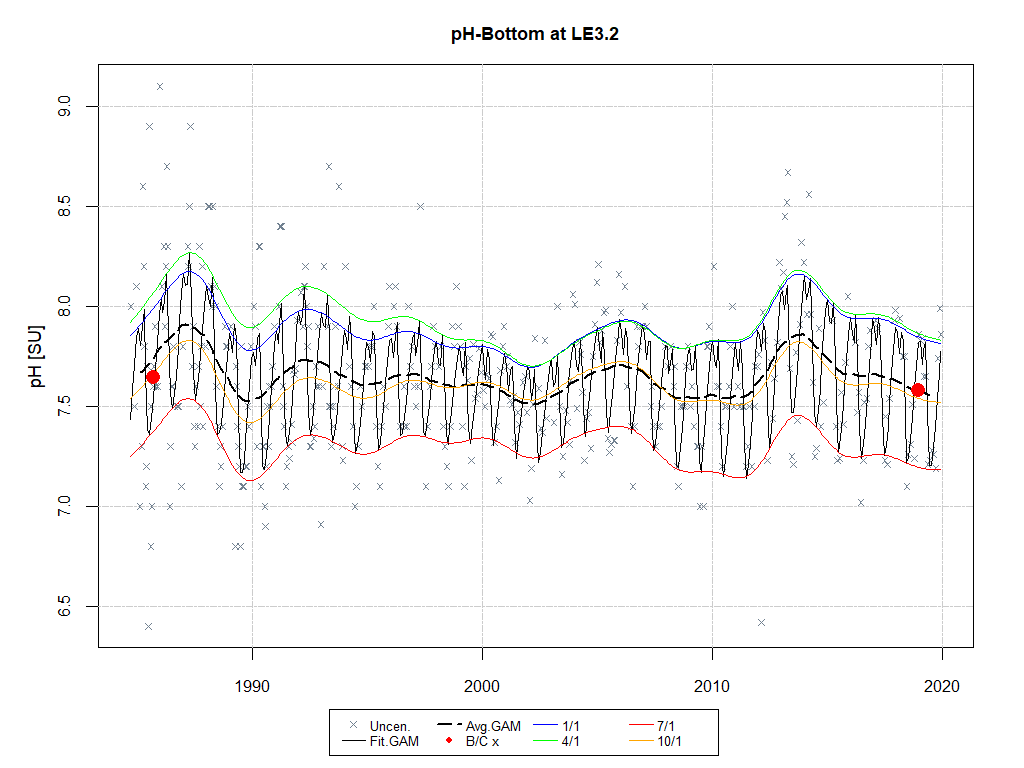 pH-Bottom at LE3.2
pH [SU]
9.0
8.5
8.0
7.5
7.0
6.5
1990 2000 2010 2020
Uncen. Avg.GAM 1/1 7/1
Fit.GAM B/C x 4/1 10/1